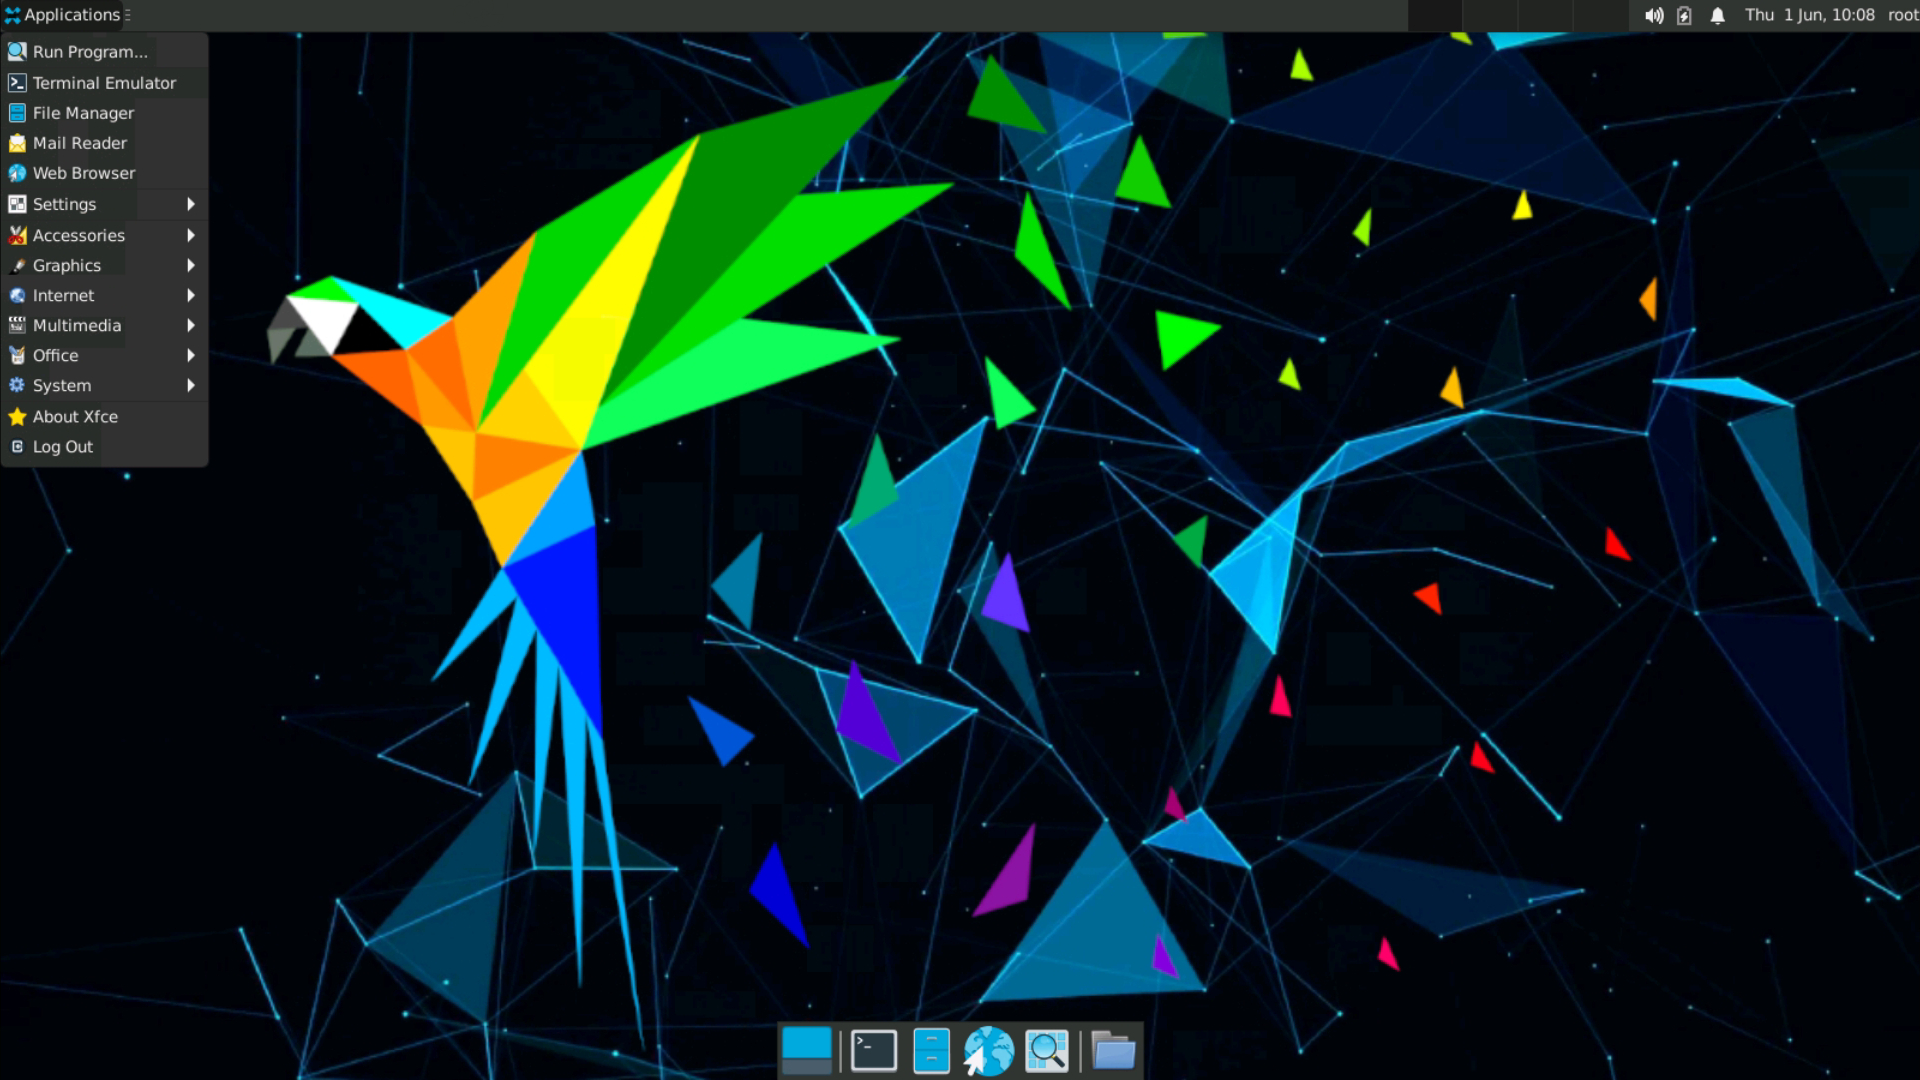 Applications
Thu 1 Jun, 10:08 root
Run Program...
Terminal Emulator
File Manager
Mail Reader
Web Browser
Settings
Accessories
Graphics
Internet
Multimedia
Office
System
About Xfce
Log Out